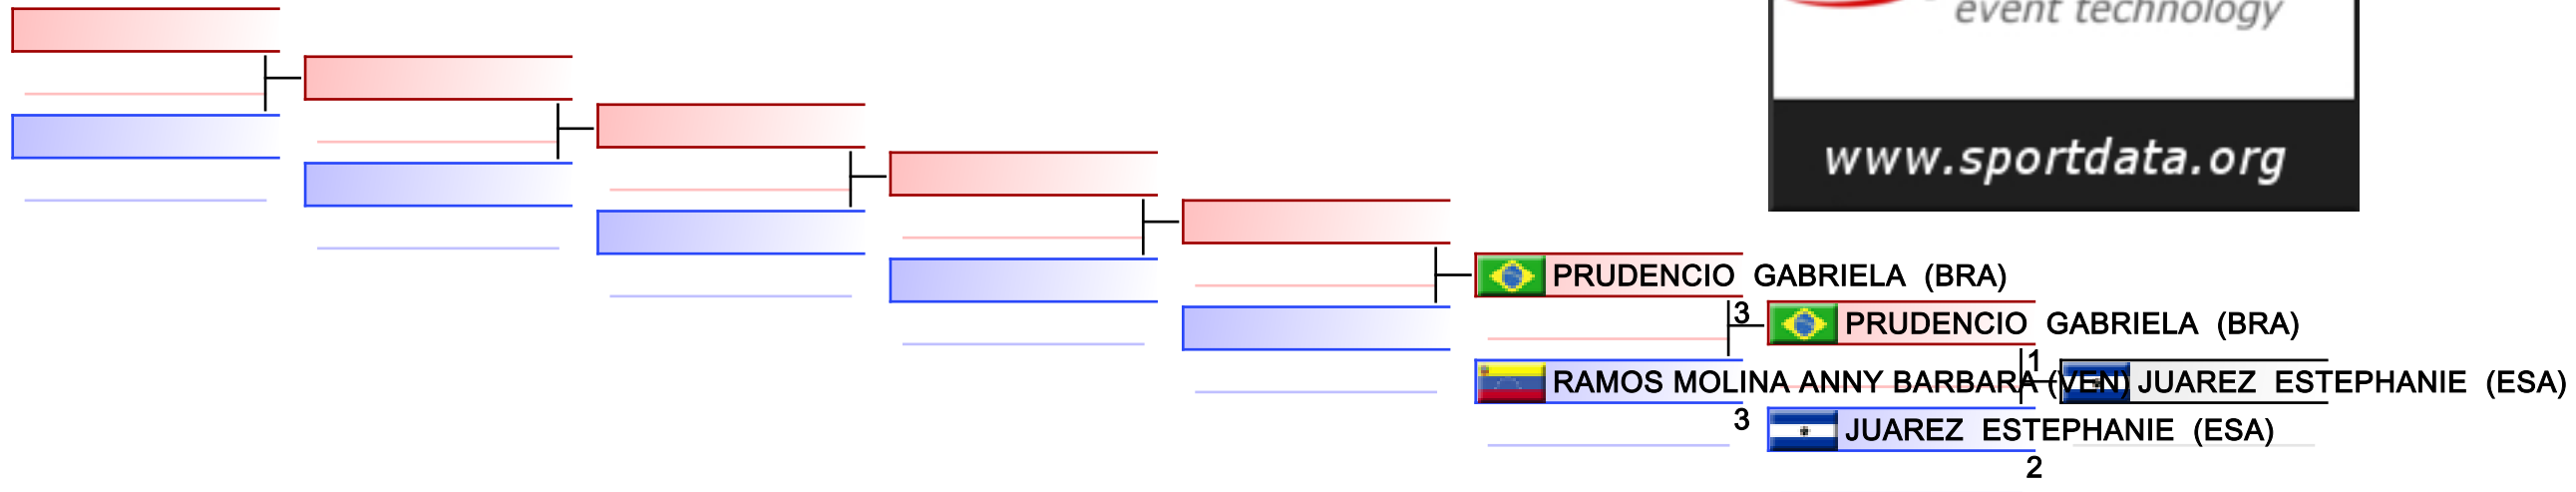 event technology
www.sportdata.org
PRUDENCIO GABRIELA (BRA)
3
PRUDENCIO GABRIELA (BRA)
1
RAMOS MOLINA ANNY BARBARA (VEN)
JUAREZ ESTEPHANIE (ESA)
3
JUAREZ ESTEPHANIE (ESA)
2